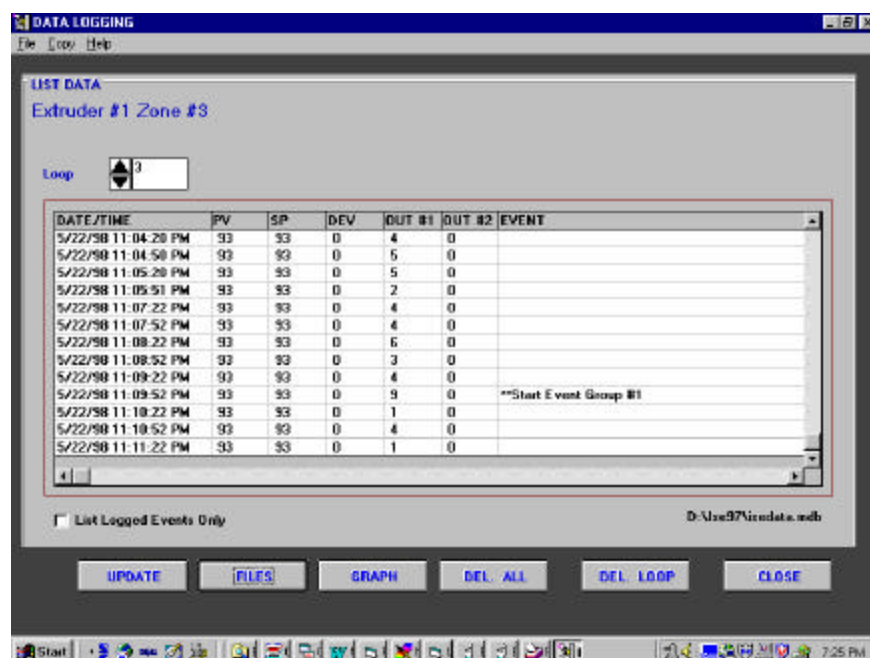 DATA LOGGING
File Copy Help
LIST DATA
Extruder #1 Zone #3
Loop 3
DATE/TIME PV SP DEV OUT #1 OUT #2 EVENT
5/22/98 11:04:20 PM 93 93 0 4 0
5/22/98 11:04:50 PM 93 93 0 5 0
5/22/98 11:05:20 PM 93 93 0 5 0
5/22/98 11:05:51 PM 93 93 0 2 0
5/22/98 11:07:22 PM 93 93 0 4 0
5/22/98 11:07:52 PM 93 93 0 4 0
5/22/98 11:08:22 PM 93 93 0 6 0
5/22/98 11:08:52 PM 93 93 0 3 0
5/22/98 11:09:22 PM 93 93 0 4 0
5/22/98 11:09:52 PM 93 93 0 9 0 **Start Event Group #1
5/22/98 11:10:22 PM 93 93 0 1 0
5/22/98 11:10:52 PM 93 93 0 4 0
5/22/98 11:11:22 PM 93 93 0 1 0
List Logged Events Only
UPDATE FILES GRAPH DEL. ALL DEL. LOOP CLOSE
Start 7:25 PM